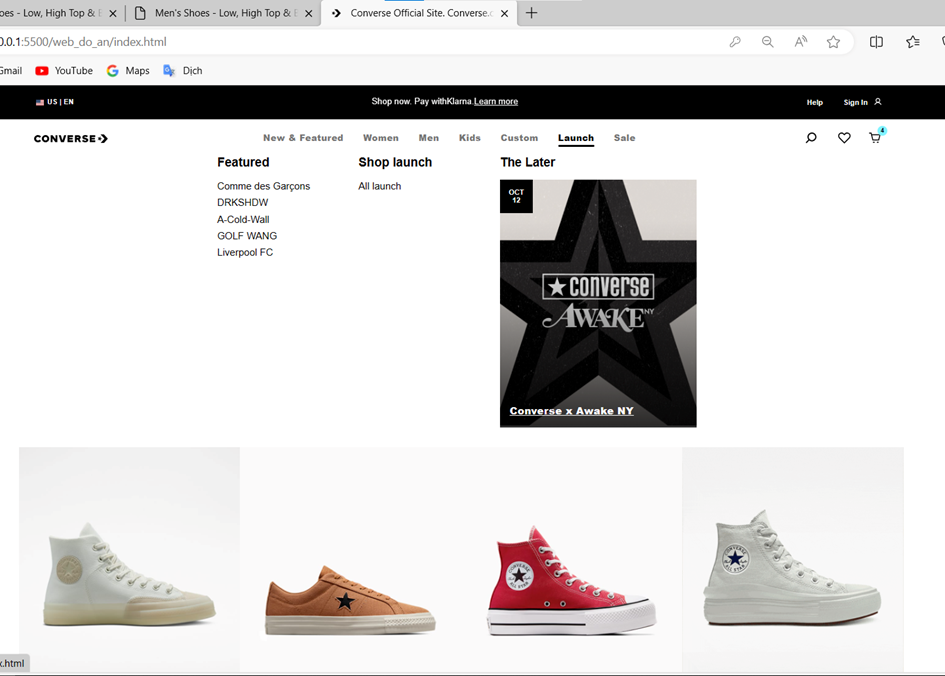 oes - Low, High Top & E
Men's Shoes - Low, High Top & E
Converse Official Site. Converse.c
0.0.1:5500/web_do_an/index.html
Gmail
YouTube
Maps
Dịch
US | EN
Shop now. Pay withKlarna.Learn more
Help
Sign In
CONVERSE
New & Featured
Women
Men
Kids
Custom
Launch
Sale
4
Featured
Shop launch
The Later
Comme des Garçons
All launch
DRKSHDW
A-Cold-Wall
GOLF WANG
Liverpool FC
OCT
12
converse
AWAKE NY
Converse x Awake NY
CONVERSE
ALL STAR
CONVERSE
ALL STAR
x.html